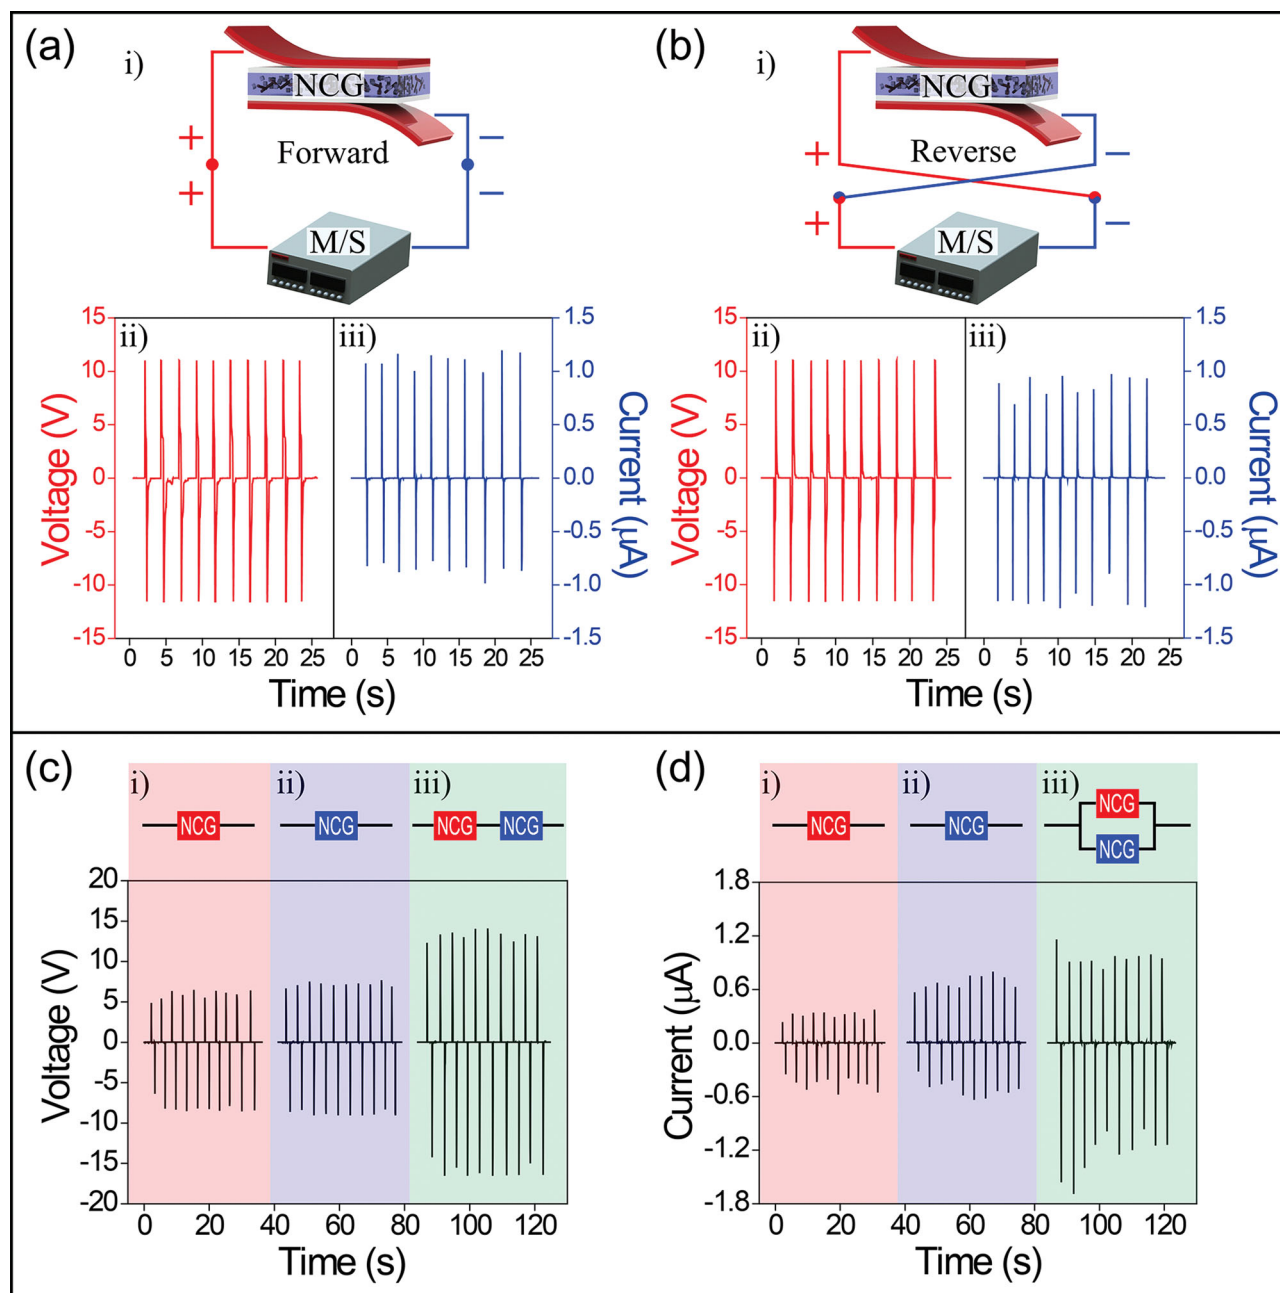 (a)
i)
NCG
+
−
Forward
+
−
M/S
ii)
iii)
Voltage (V)
15
10
5
0
-5
-10
-15
1.5
1.0
0.5
0.0
-0.5
-1.0
-1.5
Current (μA)
0 5 10 15 20 25 0 5 10 15 20 25
Time (s)
(b)
i)
NCG
+
Reverse
−
+
−
M/S
ii)
iii)
Voltage (V)
15
10
5
0
-5
-10
-15
1.5
1.0
0.5
0.0
-0.5
-1.0
-1.5
Current (μA)
0 5 10 15 20 25 0 5 10 15 20 25
Time (s)
(c)
i) ii) iii)
NCG NCG NCG NCG
Voltage (V)
20
15
10
5
0
-5
-10
-15
-20
0 20 40 60 80 100 120
Time (s)
(d)
i) ii) iii)
NCG NCG NCG
NCG
Current (μA)
1.8
1.2
0.6
0.0
-0.6
-1.2
-1.8
0 20 40 60 80 100 120
Time (s)